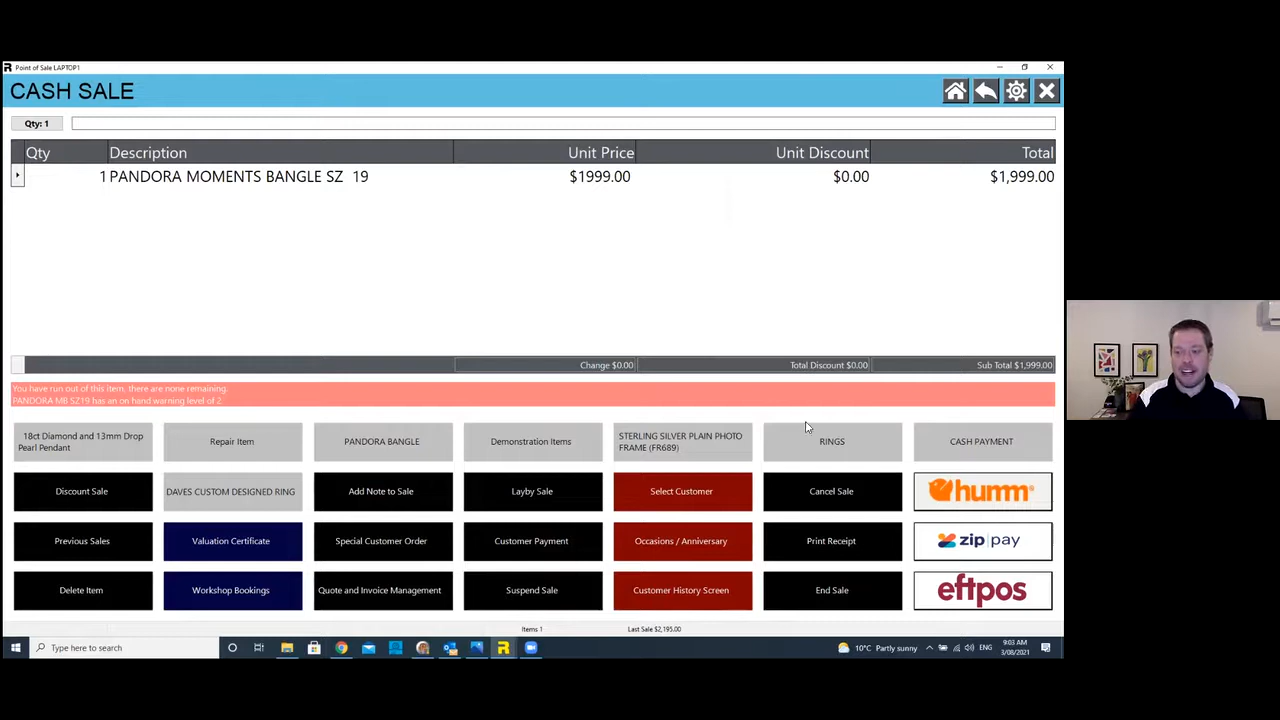 Point of Sale LAPTOP1
CASH SALE
Qty: 1
Qty Description Unit Price Unit Discount Total
1 PANDORA MOMENTS BANGLE SZ 19 $1999.00 $0.00 $1,999.00
Change $0.00 Total Discount $0.00 Sub Total $1,999.00
You have run out of this item, there are none remaining.
PANDORA MB SZ19 has an on hand warning level of 2
18ct Diamond and 13mm Drop
Pearl Pendant
Repair Item
PANDORA BANGLE
Demonstration Items
STERLING SILVER PLAIN PHOTO
FRAME (FR689)
RINGS
CASH PAYMENT
Discount Sale
DAVES CUSTOM DESIGNED RING
Add Note to Sale
Layby Sale
Select Customer
Cancel Sale
humm
Previous Sales
Valuation Certificate
Special Customer Order
Customer Payment
Occasions / Anniversary
Print Receipt
zip pay
Delete Item
Workshop Bookings
Quote and Invoice Management
Suspend Sale
Customer History Screen
End Sale
eftpos
Items 1 Last Sale $2,195.00
Type here to search
10°C Partly sunny
ENG
9:03 AM
3/08/2021